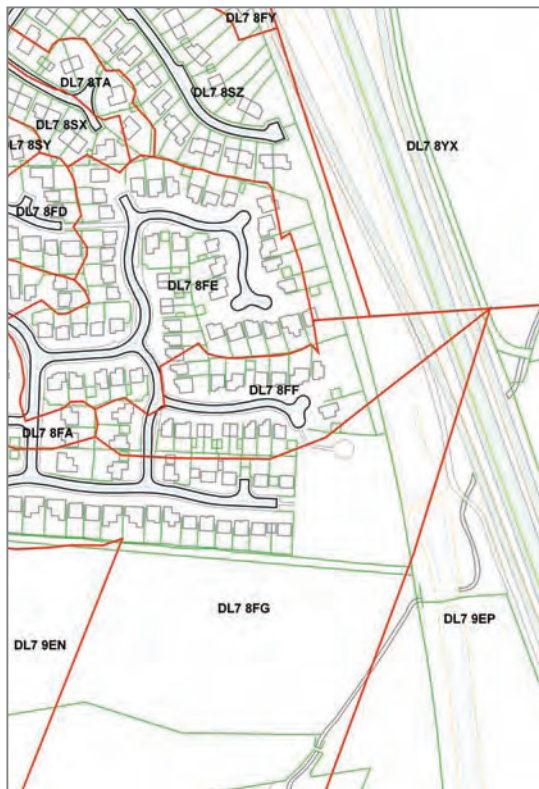 DL7 8FY
DL7 8TA
DL7 8SZ
DL7 8SX
DL7 8YX
DL7 8SY
DL7 8FD
DL7 8FE
DL7 8FF
DL7 8FA
DL7 8FG
DL7 9EP
DL7 9EN